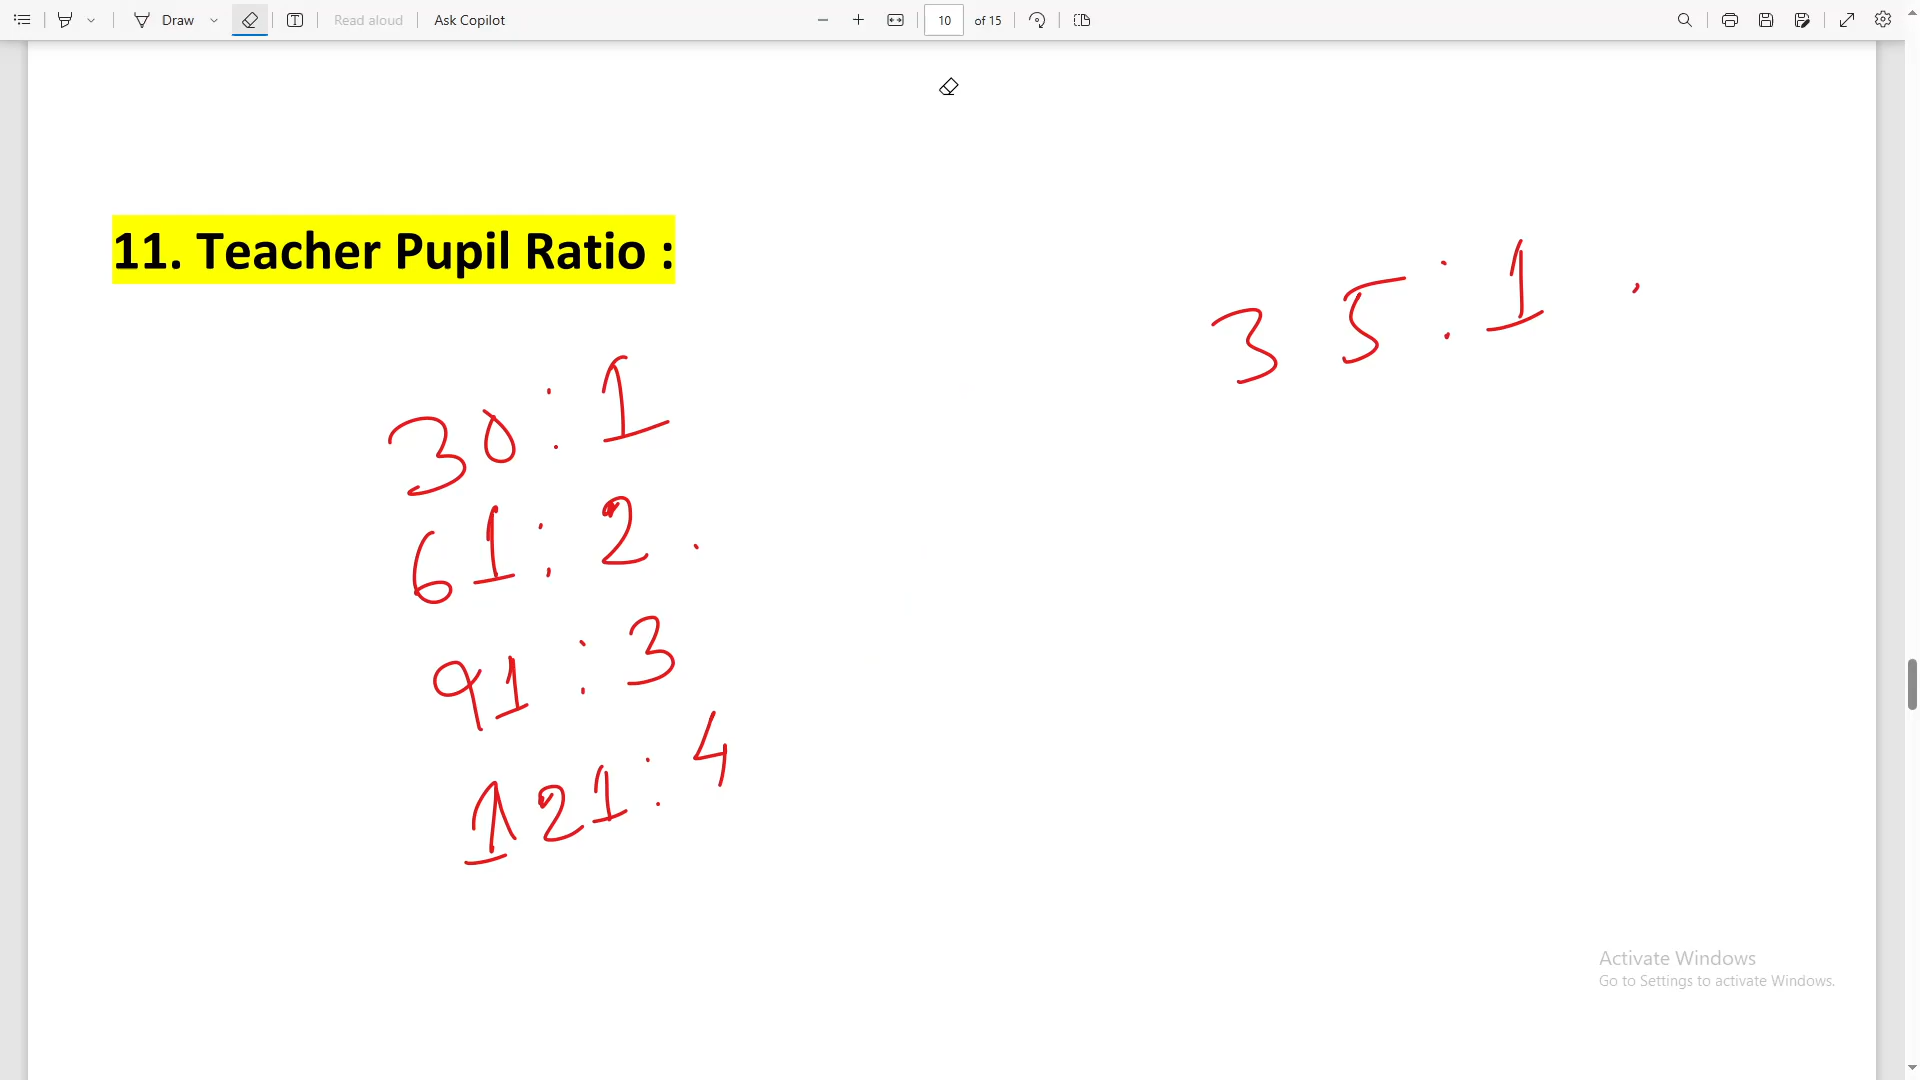 Draw
Read aloud
Ask Copilot
10 of 15
11. Teacher Pupil Ratio :
35:1 .
30:1
61:2 .
91:3
121:4
Activate Windows
Go to Settings to activate Windows.